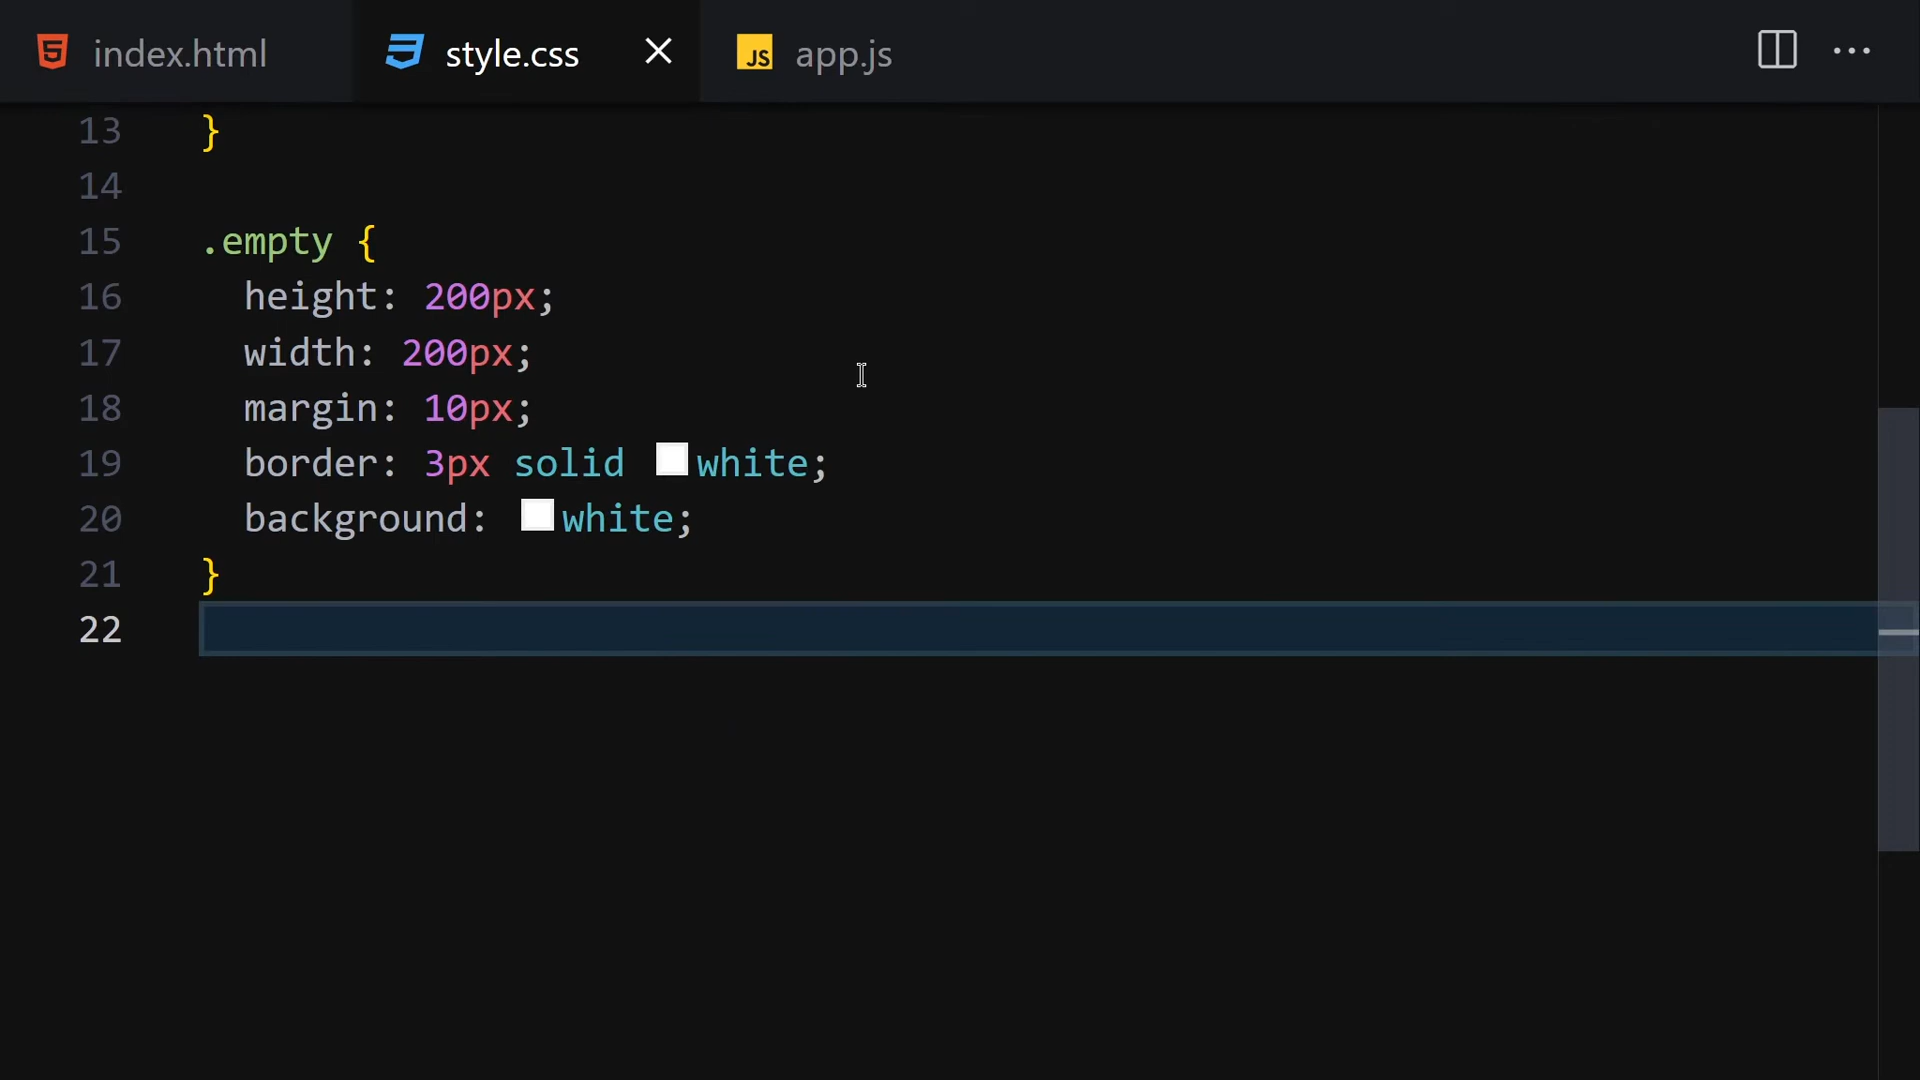 index.html style.css app.js
13 }
14
15 .empty {
16 height: 200px;
17 width: 200px;
18 margin: 10px;
19 border: 3px solid white;
20 background: white;
21 }
22